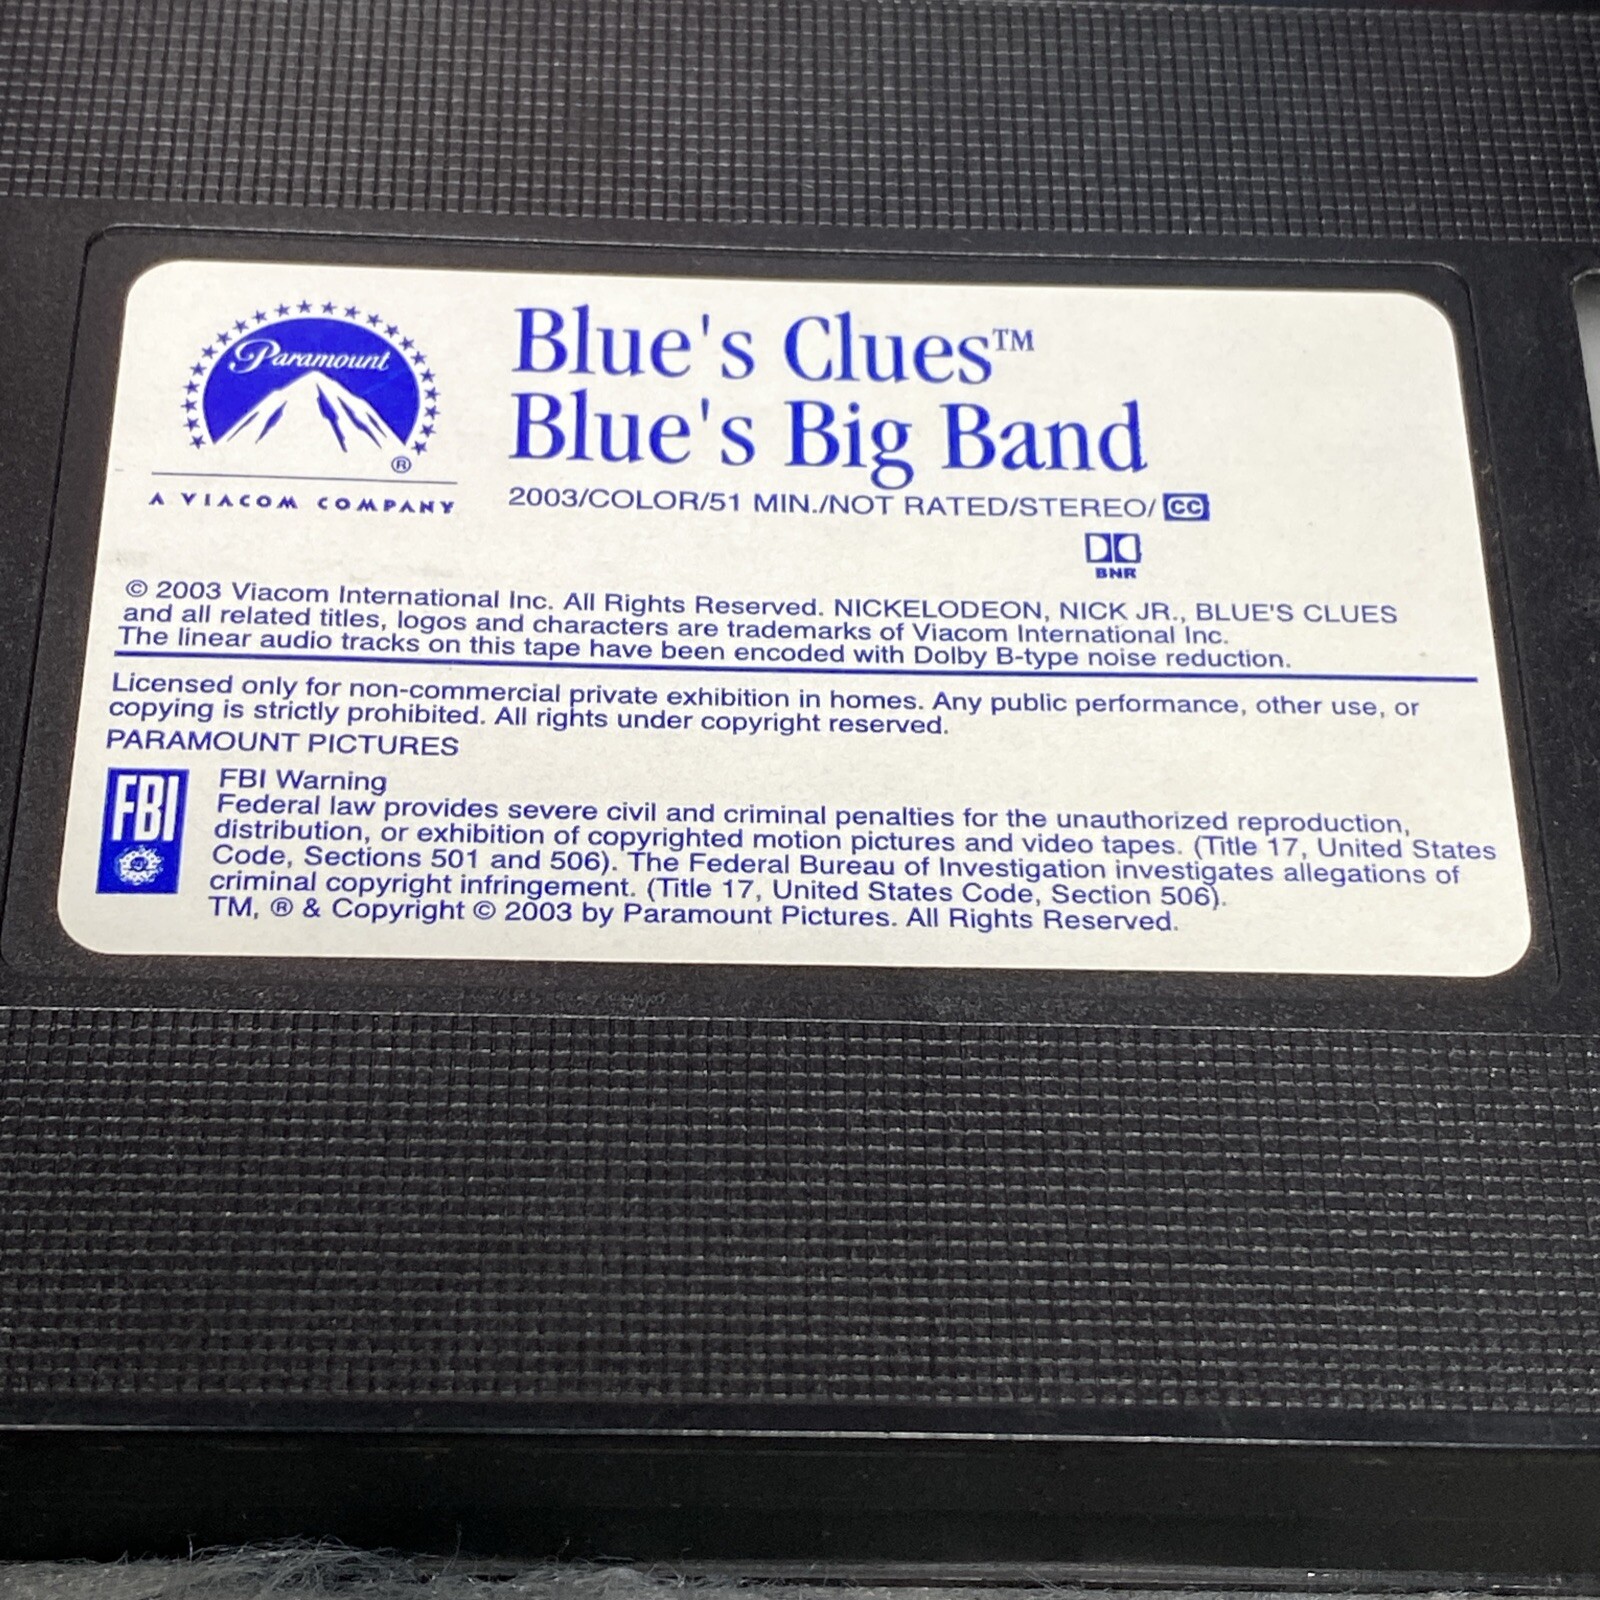 Paramount
®
A VIACOM COMPANY
Blue's Clues™
Blue's Big Band
2003/COLOR/51 MIN./NOT RATED/STEREO/ CC
BNR
© 2003 Viacom International Inc. All Rights Reserved. NICKELODEON, NICK JR., BLUE'S CLUES
and all related titles, logos and characters are trademarks of Viacom International Inc.
The linear audio tracks on this tape have been encoded with Dolby B-type noise reduction.
Licensed only for non-commercial private exhibition in homes. Any public performance, other use, or
copying is strictly prohibited. All rights under copyright reserved.
PARAMOUNT PICTURES
FBI
FBI Warning
Federal law provides severe civil and criminal penalties for the unauthorized reproduction,
distribution, or exhibition of copyrighted motion pictures and video tapes. (Title 17, United States
Code, Sections 501 and 506). The Federal Bureau of Investigation investigates allegations of
criminal copyright infringement. (Title 17, United States Code, Section 506).
TM, ® & Copyright © 2003 by Paramount Pictures. All Rights Reserved.